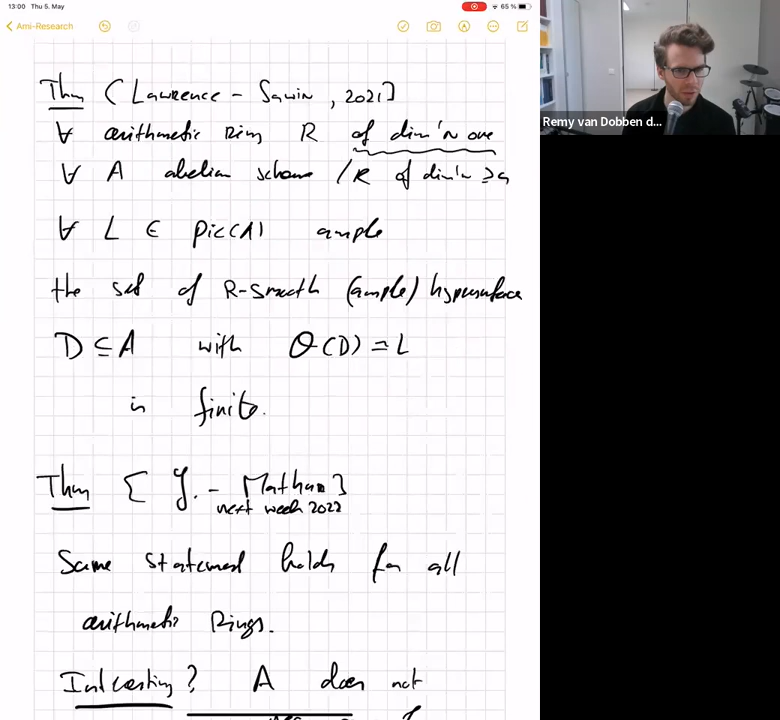 13:00 Thu 5. May
65 %
Ami-Research
Thm (Lawrence - Sawin, 2021]
∀ arithmetic ring R of dim'n one
∀ A abelian scheme /R of dim'n ≥ 4
∀ L ∈ Pic(A) ample
the set of R-smooth (ample) hypersurface
D ⊆ A with O(D) ≅ L
is finite.
Thm [J. - Mathur]
next week 2022
Same statement holds for all
arithmetic rings.
Interesting? A does not
Remy van Dobben d...